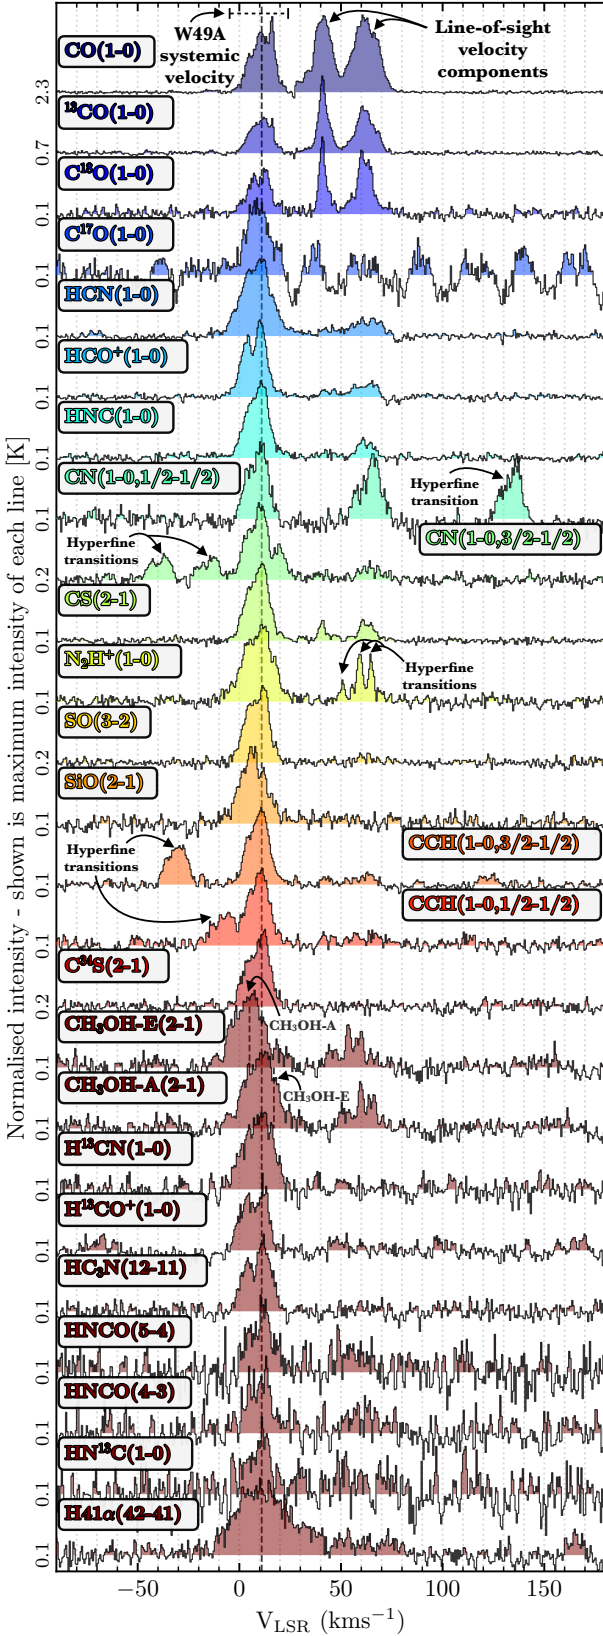 W49A
systemic
velocity
Line-of-sight
velocity
components
CO(1-0)
2.3
¹³CO(1-0)
0.7
C¹⁸O(1-0)
0.1
C¹⁷O(1-0)
0.1
HCN(1-0)
0.1
HCO⁺(1-0)
0.1
HNC(1-0)
0.1
CN(1-0,1/2-1/2)
Hyperfine
transition
0.1
CN(1-0,3/2-1/2)
Hyperfine
transitions
0.2
CS(2-1)
0.1
N₂H⁺(1-0)
Hyperfine
transitions
0.1
SO(3-2)
0.2
SiO(2-1)
0.1
CCH(1-0,3/2-1/2)
Hyperfine
transitions
0.1
CCH(1-0,1/2-1/2)
0.1
C³⁴S(2-1)
0.2
CH₃OH-E(2-1)
CH₃OH-A
0.1
CH₃OH-A(2-1)
CH₃OH-E
0.1
H¹³CN(1-0)
0.1
H¹³CO⁺(1-0)
0.1
HC₃N(12-11)
0.1
HNCO(5-4)
0.1
HNCO(4-3)
0.1
HN¹³C(1-0)
0.1
H41α(42-41)
0.1
Normalised intensity - shown is maximum intensity of each line [K]
−50 0 50 100 150
V_LSR (kms⁻¹)